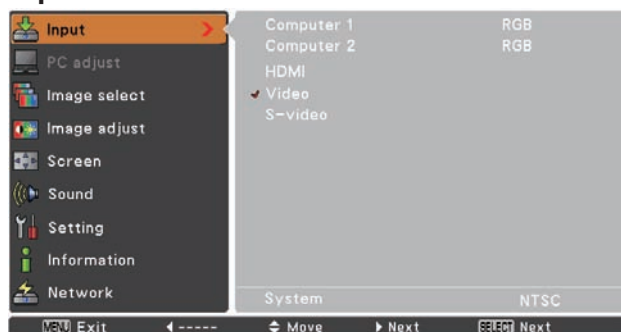 Input
PC adjust
Image select
Image adjust
Screen
Sound
Setting
Information
Network
Computer 1 RGB
Computer 2 RGB
HDMI
Video
S-video
System NTSC
MENU Exit ----- Move Next SELECT Next